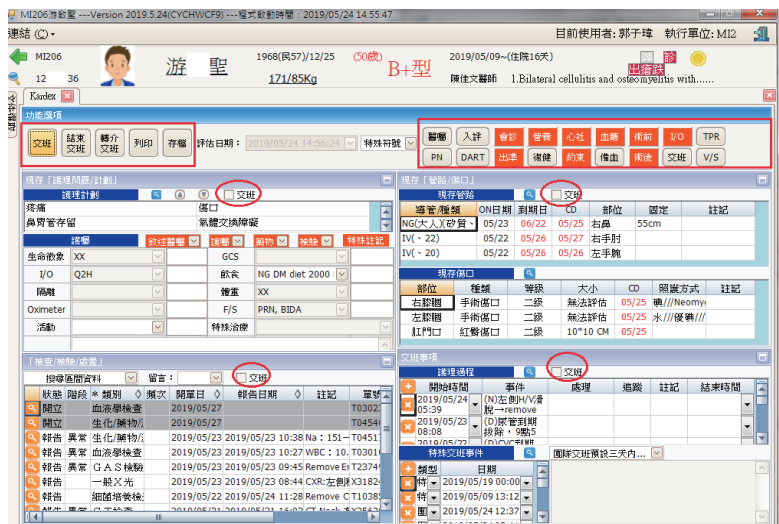 MI206游啟聖 ---Version 2019.5.24(CYCHWCF9) ---程式啟動時間：2019/05/24 14:55:47
連結 (C)
目前使用者: 郭子瑋 執行單位: MI2
MI206 游 聖 1968(民57)/12/25 (50歲) B+型 2019/05/09~(住院16天) 診
12 36 171/85Kg 陳佳文醫師 1.Bilateral cellulitis and osteomyelitis with......
Kardex
功能選項
交班 結束交班 轉介交班 列印 存檔 評估日期: 2019/05/24 14:56:24 特殊符號
醫囑 入評 會診 營養 心社 血糖 術前 I/O TPR
PN DART 出準 復健 約束 備血 術後 交班 V/S
現存「護理問題/計劃」
護理計劃 交班
疼痛 傷口
鼻胃管存留 氣體交換障礙
護囑 敘述醫囑 護囑 藥物 檢驗 特殊註記
生命徵象 XX GCS
I/O Q2H 飲食 NG DM diet 2000
隔離 體重 XX
Oximeter F/S PRN, BIDA
活動 特殊治療
「檢查/檢驗/處置」
搜尋區間資料 留言： 交班
狀態 階段 * 類別 頻次 開單日 報告日期 註記 單號
開立 血液學檢查 2019/05/27 T0302
開立 生化/藥物/ 2019/05/27 T0454
報告 異常 生化/藥物/ 2019/05/23 2019/05/23 10:38 Na：151 T0451
報告 異常 血液學檢查 2019/05/23 2019/05/23 10:27 WBC：10. T0301
報告 異常 GAS檢驗 2019/05/23 2019/05/23 09:45 Remove En T2374
報告 一般X光 2019/05/23 2019/05/23 08:44 CXR:左側 X3182
報告 細菌培養檢 2019/05/22 2019/05/24 11:28 Remove C T1038
現存「管路/傷口」
現存管路 交班
導管/種類 ON日期 到期日 CD 部位 固定 註記
NG(大人)(矽質、 05/23 06/22 05/25 右鼻 55cm
IV(、22) 05/22 05/26 05/27 右手肘
IV(、20) 05/22 05/26 05/26 左手腕
現存傷口
部位 種類 等級 大小 CD 照護方式 註記
右膝膕 手術傷口 二級 無法評估 05/25 碘///Neomy
左膝膕 手術傷口 二級 無法評估 05/25 水///優碘///
肛門口 紅臀傷口 二級 10*10 CM 05/25
交班事項
護理過程 交班
開始時間 事件 處理 追蹤 註記 結束時間
2019/05/24 05:39 (N)左側H/V滑脫→remove
2019/05/23 08:08 (D)尿管到期拔除，9點5
特殊交班事件 團隊交班預設三天內...
類型 日期
特 2019/05/19 00:00
特 2019/05/09 13:12
團 2019/05/24 12:37